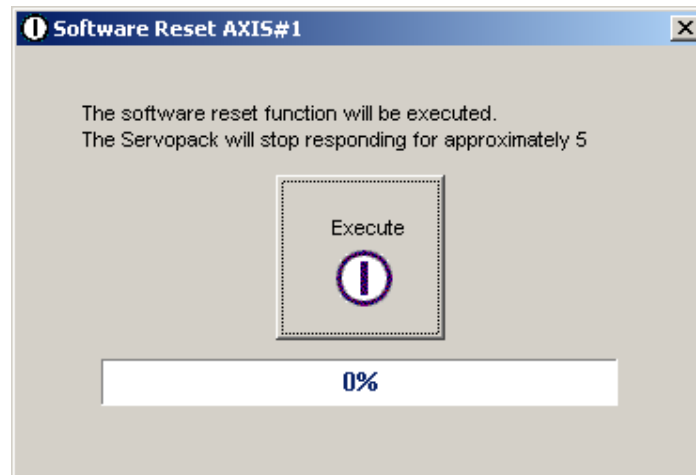 Software Reset AXIS#1
The software reset function will be executed.
The Servopack will stop responding for approximately 5
Execute
0%